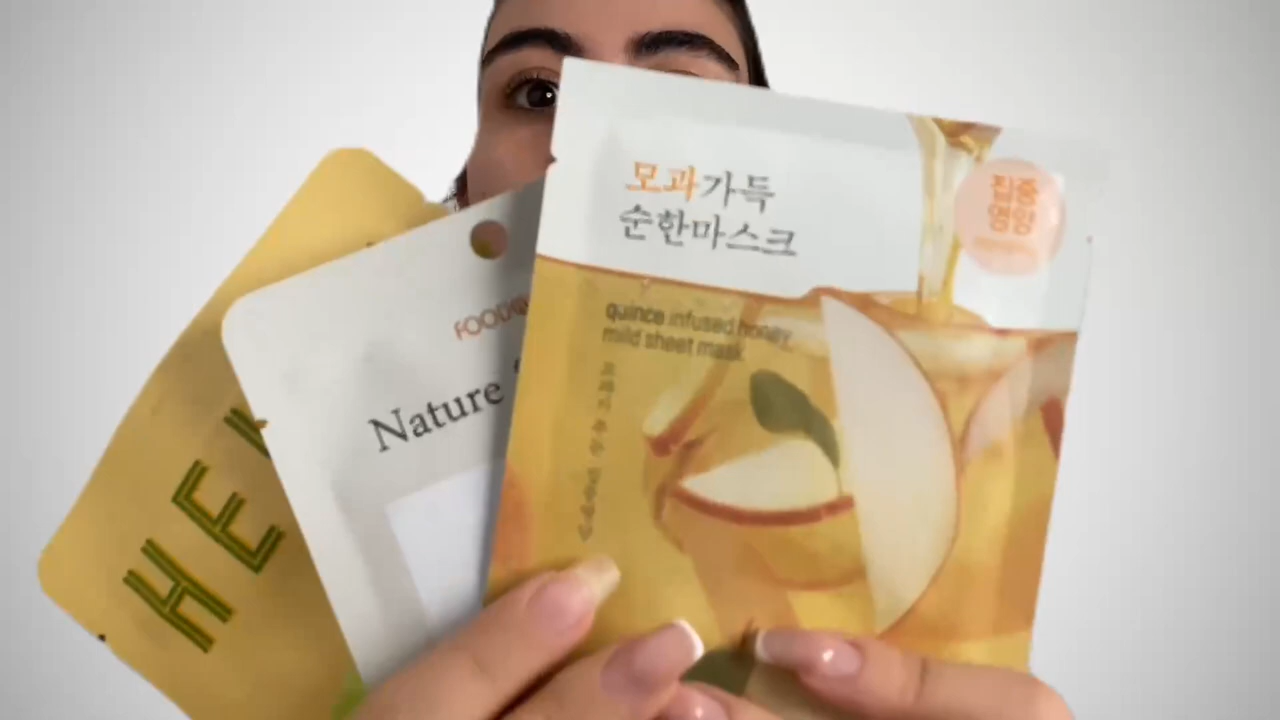 HE
FOOD
Nature
모과가득
순한마스크
집중
영양
quince infused honey
mild sheet mask